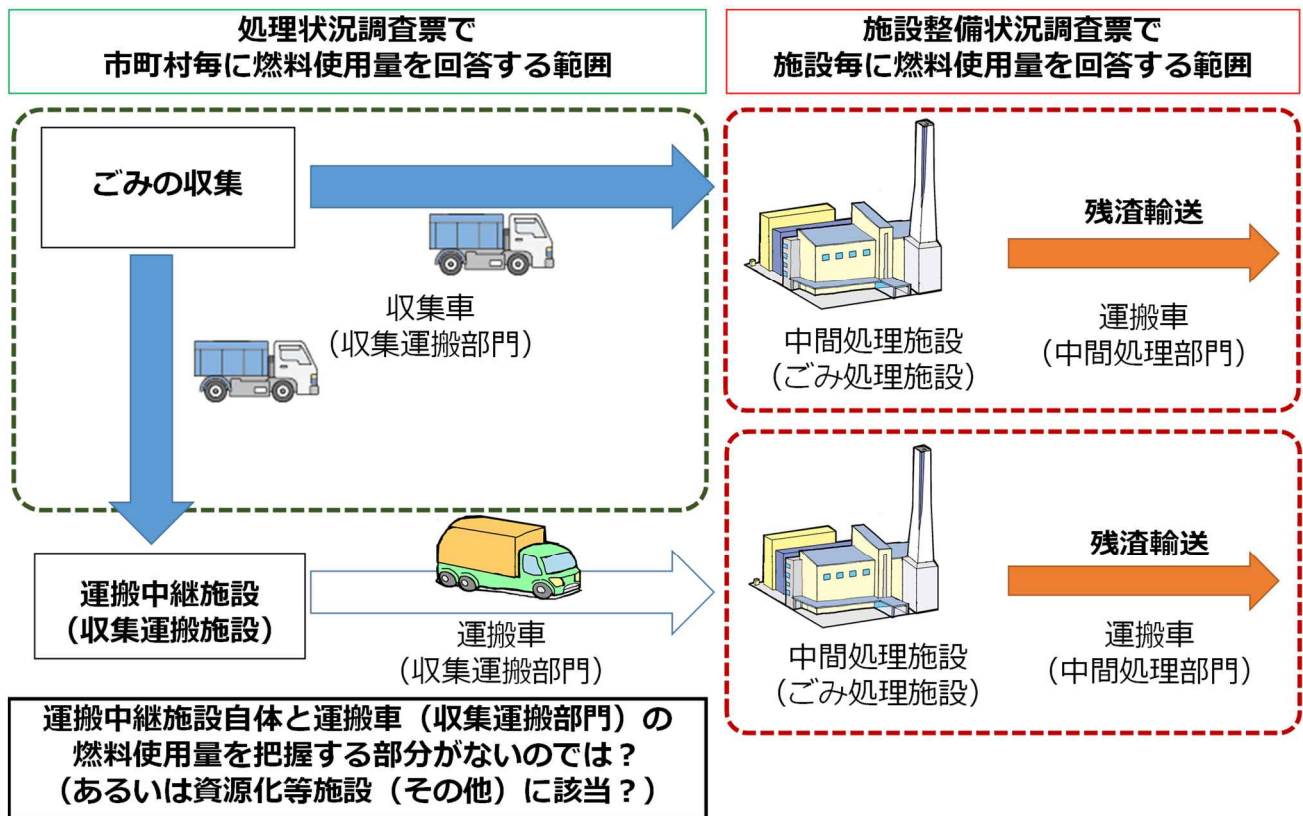 処理状況調査票で
市町村毎に燃料使用量を回答する範囲
施設整備状況調査票で
施設毎に燃料使用量を回答する範囲
ごみの収集
収集車
（収集運搬部門）
中間処理施設
（ごみ処理施設）
残渣輸送
運搬車
（中間処理部門）
運搬中継施設
（収集運搬施設）
運搬車
（収集運搬部門）
中間処理施設
（ごみ処理施設）
残渣輸送
運搬車
（中間処理部門）
運搬中継施設自体と運搬車（収集運搬部門）の
燃料使用量を把握する部分がないのでは？
（あるいは資源化等施設（その他）に該当？）